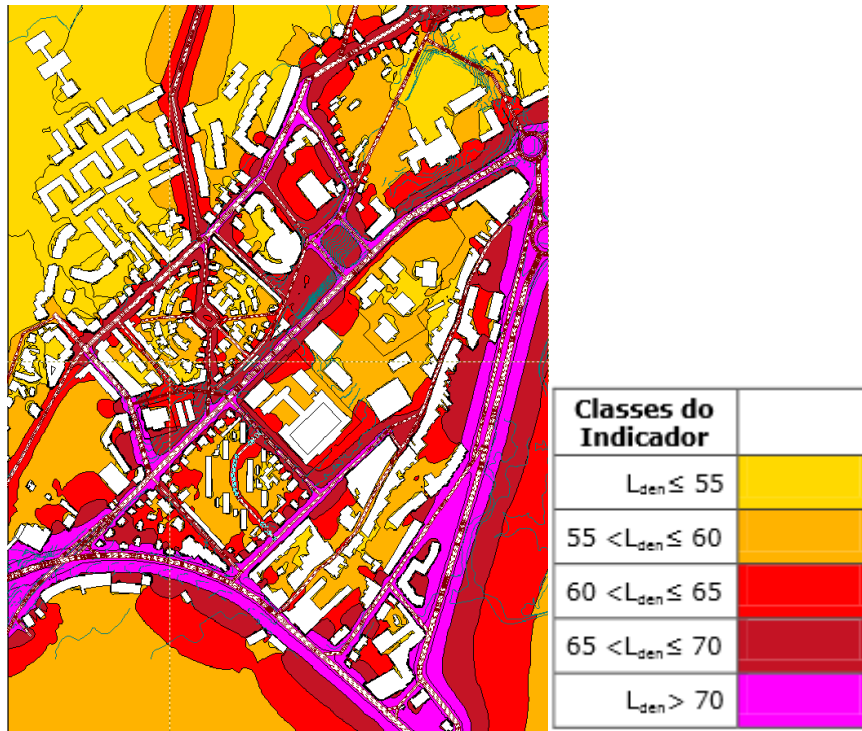 Classes do
Indicador
Lden ≤ 55
55 <Lden ≤ 60
60 <Lden ≤ 65
65 <Lden ≤ 70
Lden > 70